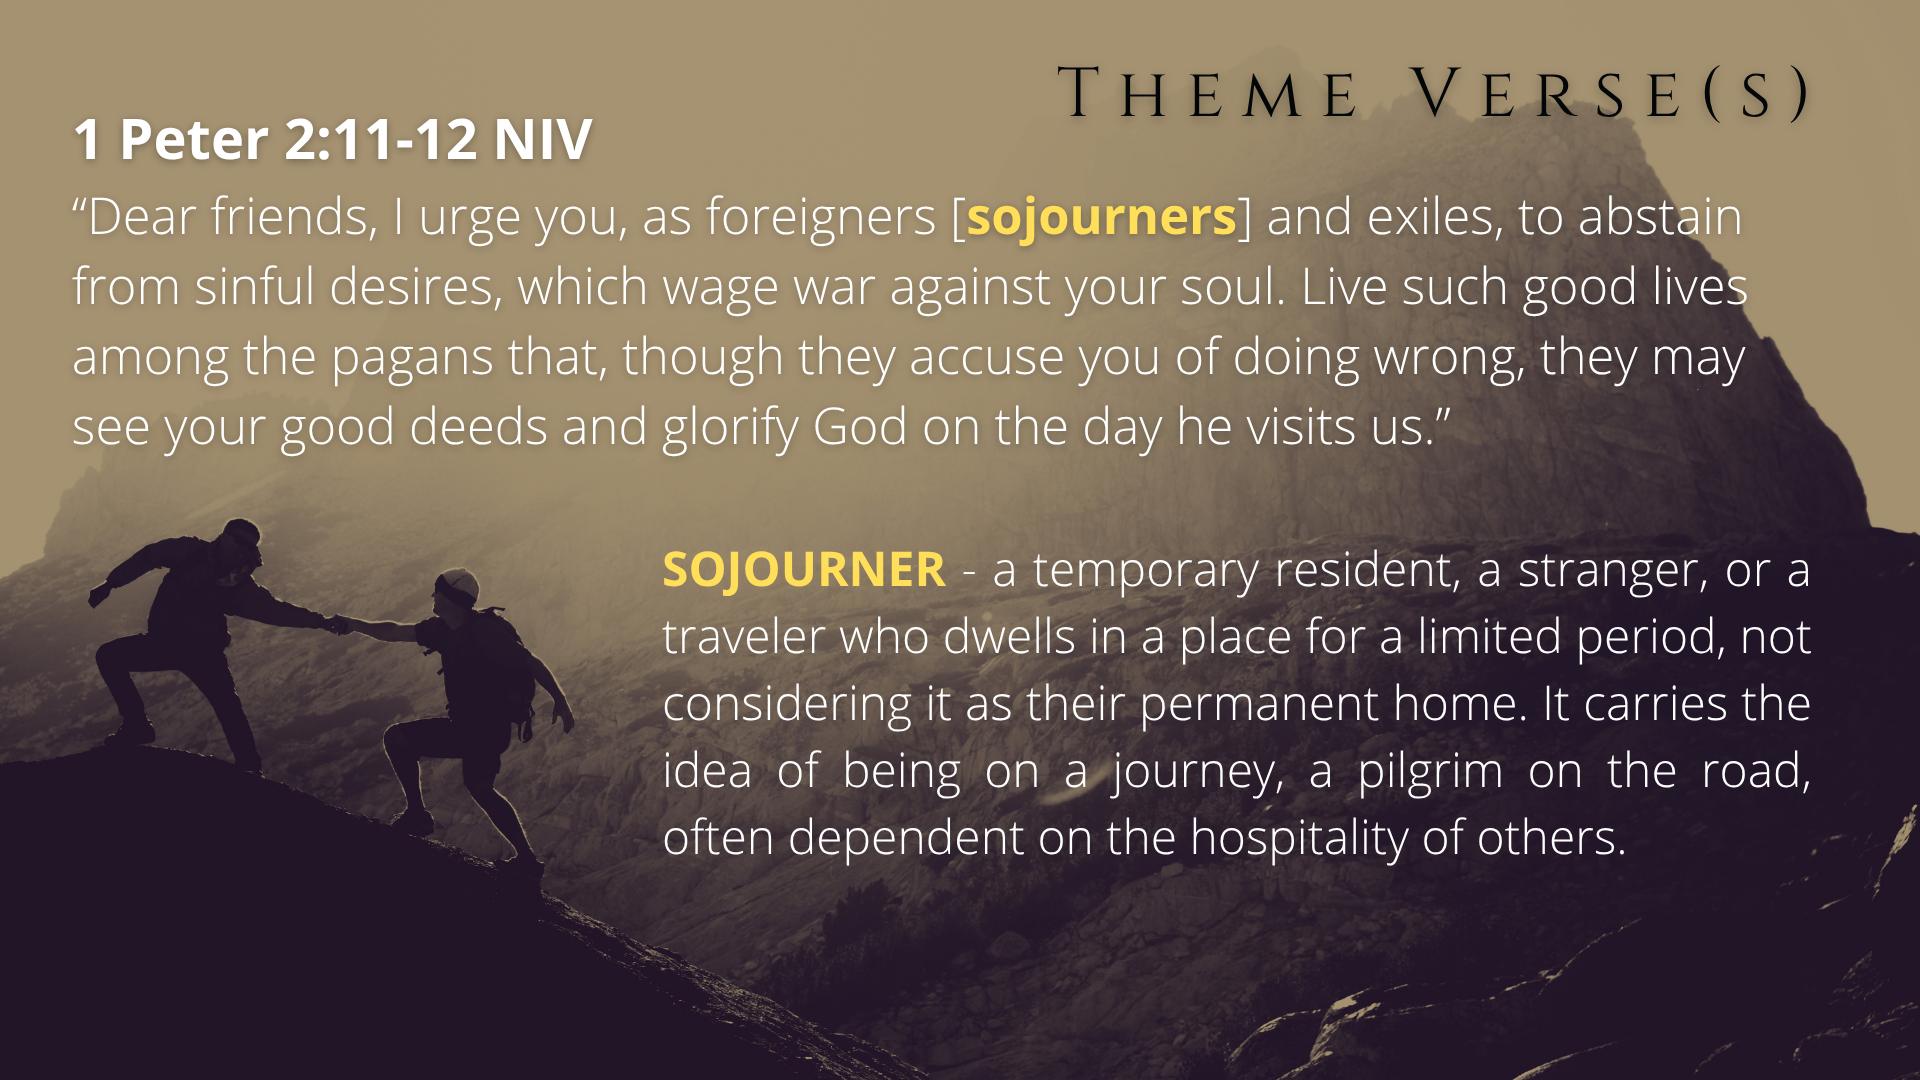 THEME VERSE(S)
1 Peter 2:11-12 NIV
“Dear friends, I urge you, as foreigners [sojourners] and exiles, to abstain
from sinful desires, which wage war against your soul. Live such good lives
among the pagans that, though they accuse you of doing wrong, they may
see your good deeds and glorify God on the day he visits us.”
SOJOURNER - a temporary resident, a stranger, or a
traveler who dwells in a place for a limited period, not
considering it as their permanent home. It carries the
idea of being on a journey, a pilgrim on the road,
often dependent on the hospitality of others.